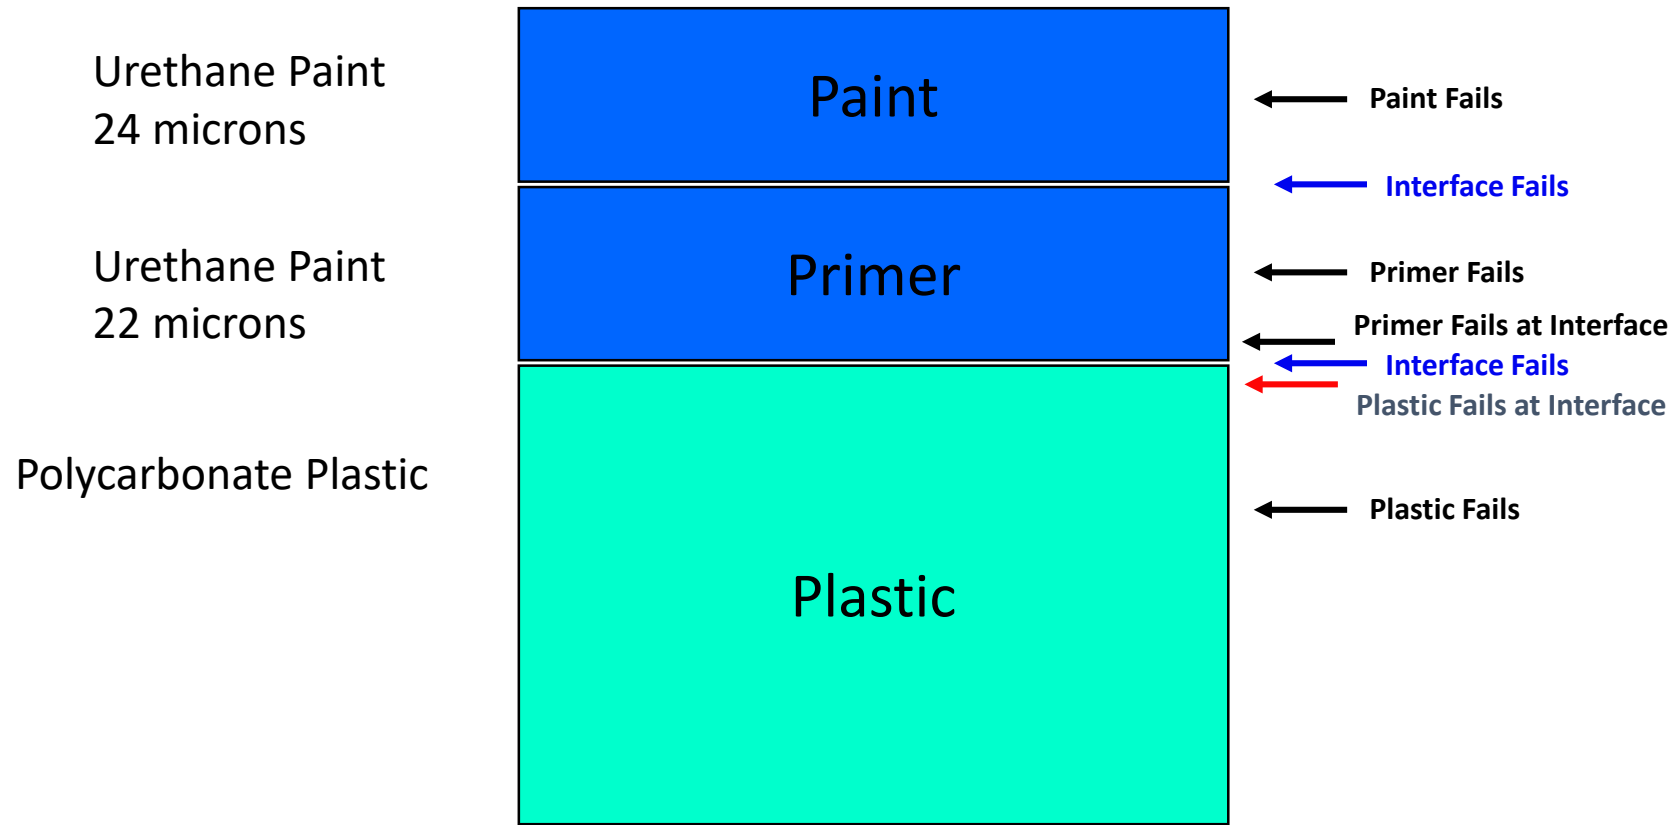 Urethane Paint
24 microns
Paint
Paint Fails
Interface Fails
Urethane Paint
22 microns
Primer
Primer Fails
Primer Fails at Interface
Interface Fails
Plastic Fails at Interface
Polycarbonate Plastic
Plastic Fails
Plastic